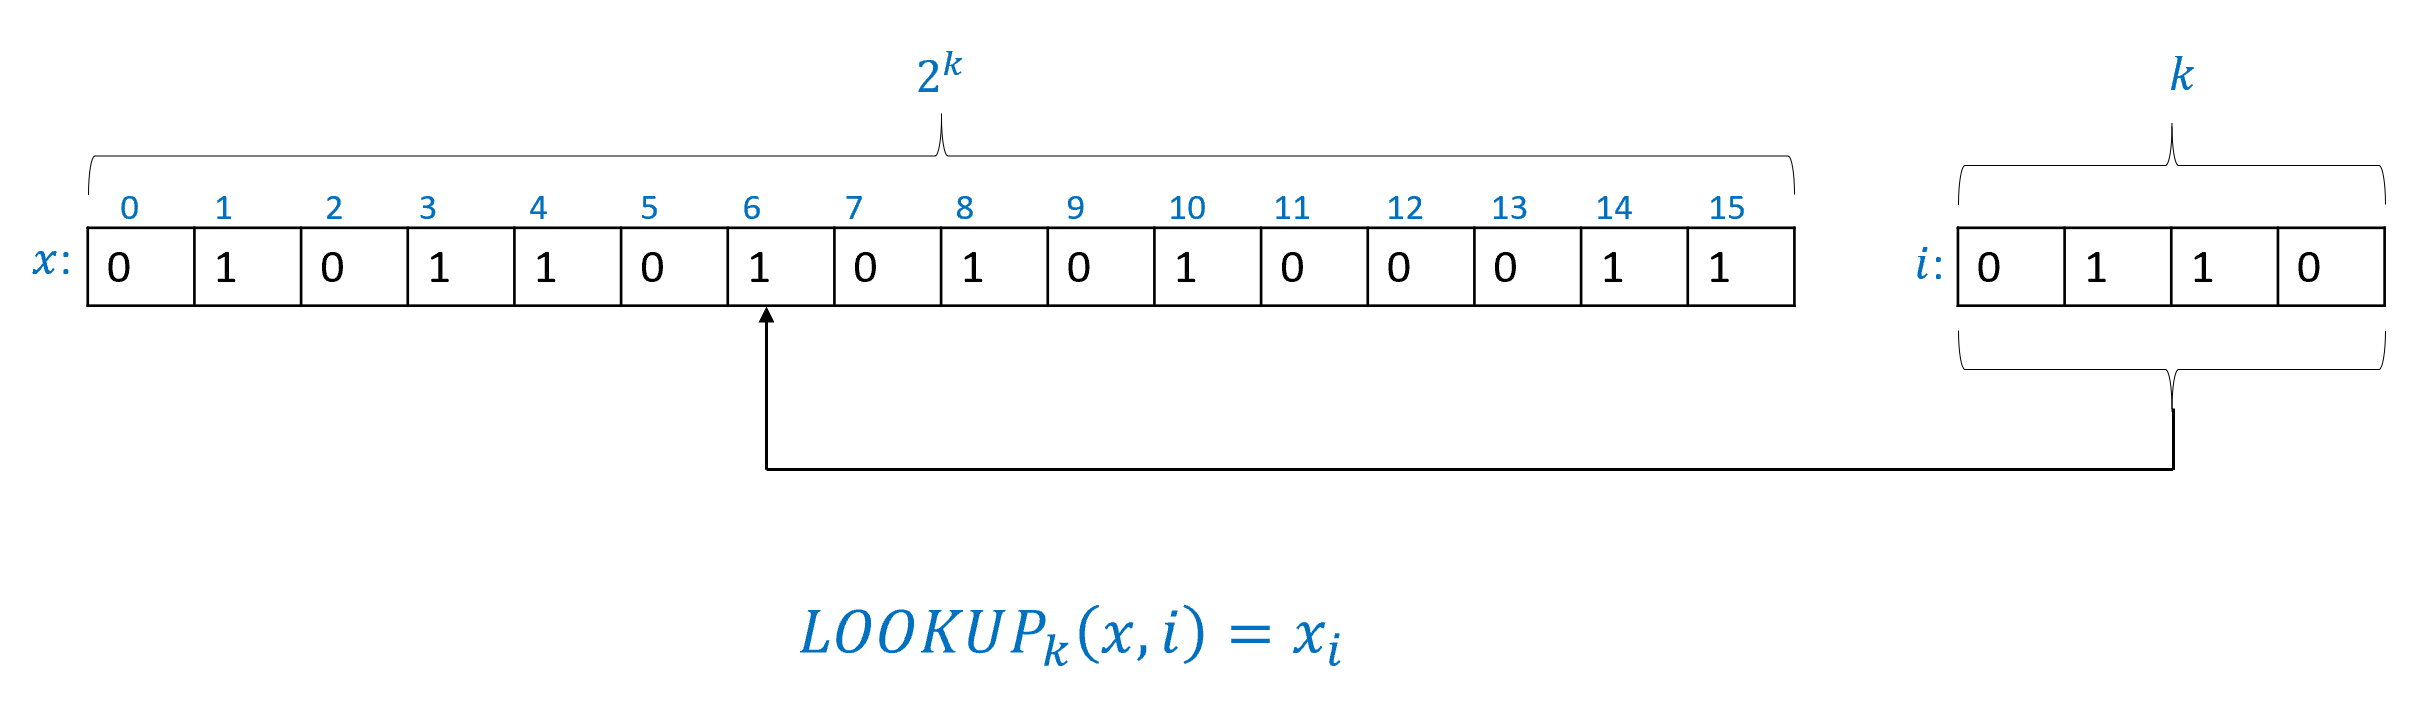 2^k k
0 1 2 3 4 5 6 7 8 9 10 11 12 13 14 15
x: 0 1 0 1 1 0 1 0 1 0 1 0 0 0 1 1 i: 0 1 1 0
LOOKUP_k(x, i) = x_i